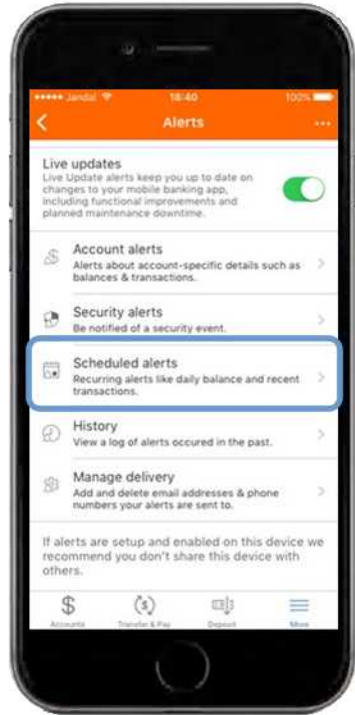 Jandal 18:40 100%
Alerts
Live updates
Live Update alerts keep you up to date on
changes to your mobile banking app,
including functional improvements and
planned maintenance downtime.
Account alerts
Alerts about account-specific details such as
balances & transactions.
Security alerts
Be notified of a security event.
Scheduled alerts
Recurring alerts like daily balance and recent
transactions.
History
View a log of alerts occured in the past.
Manage delivery
Add and delete email addresses & phone
numbers your alerts are sent to.
If alerts are setup and enabled on this device we
recommend you don't share this device with
others.
Accounts Transfer & Pay Deposit More